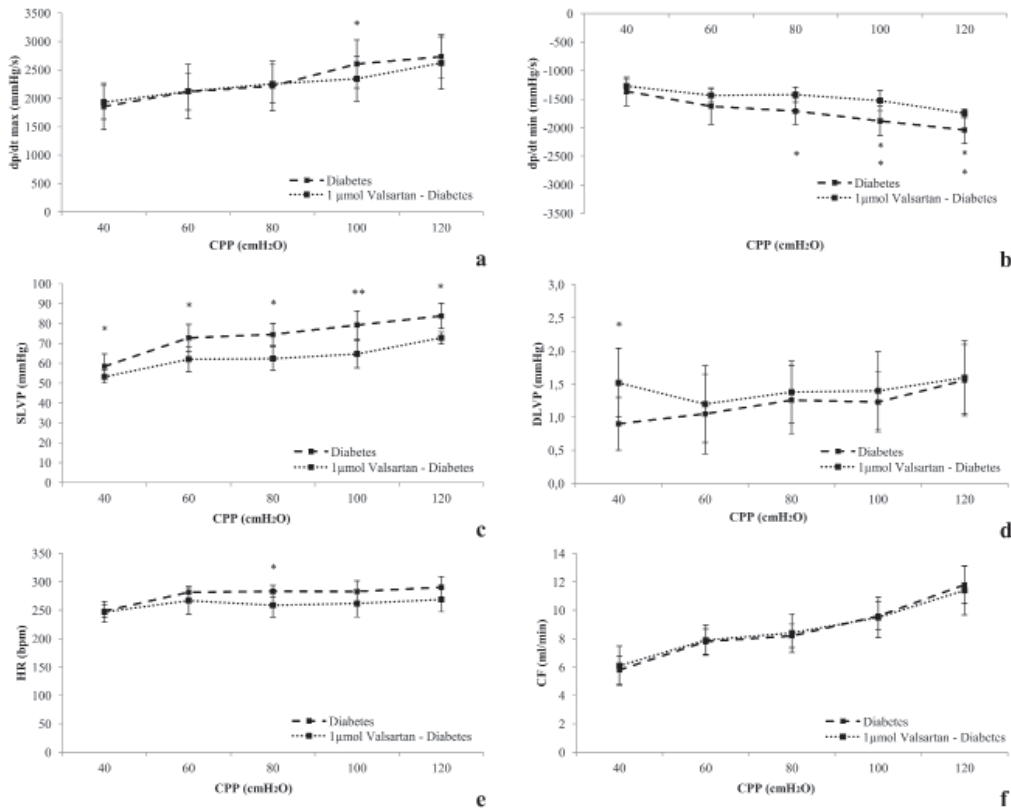 3500
3000
2500
2000
1500
1000
500
0
dp/dt max (mmHg/s)
*
Diabetes
1 µmol Valsartan - Diabetes
40 60 80 100 120
CPP (cmH2O)
a
0
-500
-1000
-1500
-2000
-2500
-3000
-3500
dp/dt min (mmHg/s)
40 60 80 100 120
* * *
* *
Diabetes
1µmol Valsartan - Diabetes
CPP (cmH2O)
b
100
90
80
70
60
50
40
30
20
10
0
SLVP (mmHg)
* * * ** *
Diabetes
1µmol Valsartan - Diabetes
40 60 80 100 120
CPP (cmH2O)
c
3,0
2,5
2,0
1,5
1,0
0,5
0,0
DLVP (mmHg)
*
Diabetes
1µmol Valsartan - Diabetes
40 60 80 100 120
CPP (cmH2O)
d
350
300
250
200
150
100
50
0
HR (bpm)
*
Diabetes
1µmol Valsartan - Diabetes
40 60 80 100 120
CPP (cmH2O)
e
14
12
10
8
6
4
2
0
CF (ml/min)
Diabetes
1µmol Valsartan - Diabetes
40 60 80 100 120
CPP (cmH2O)
f